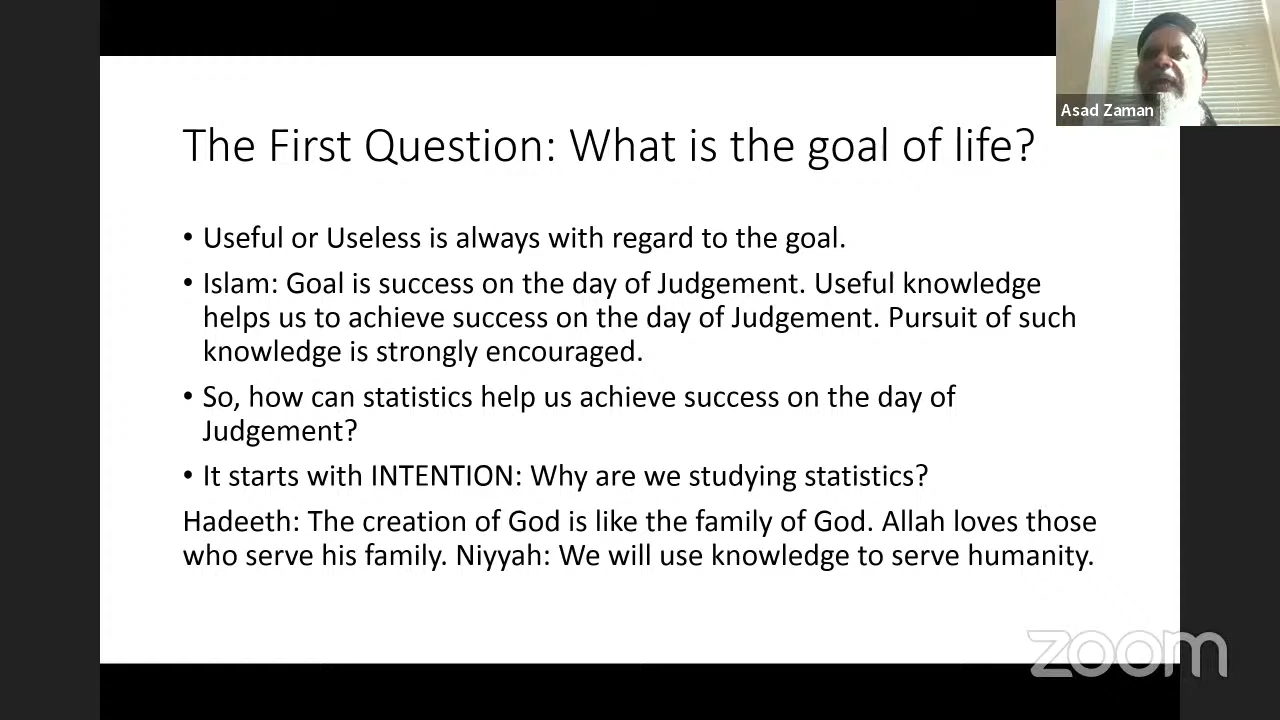 Asad Zaman
The First Question: What is the goal of life?
• Useful or Useless is always with regard to the goal.
• Islam: Goal is success on the day of Judgement. Useful knowledge
helps us to achieve success on the day of Judgement. Pursuit of such
knowledge is strongly encouraged.
• So, how can statistics help us achieve success on the day of
Judgement?
• It starts with INTENTION: Why are we studying statistics?
Hadeeth: The creation of God is like the family of God. Allah loves those
who serve his family. Niyyah: We will use knowledge to serve humanity.
zoom